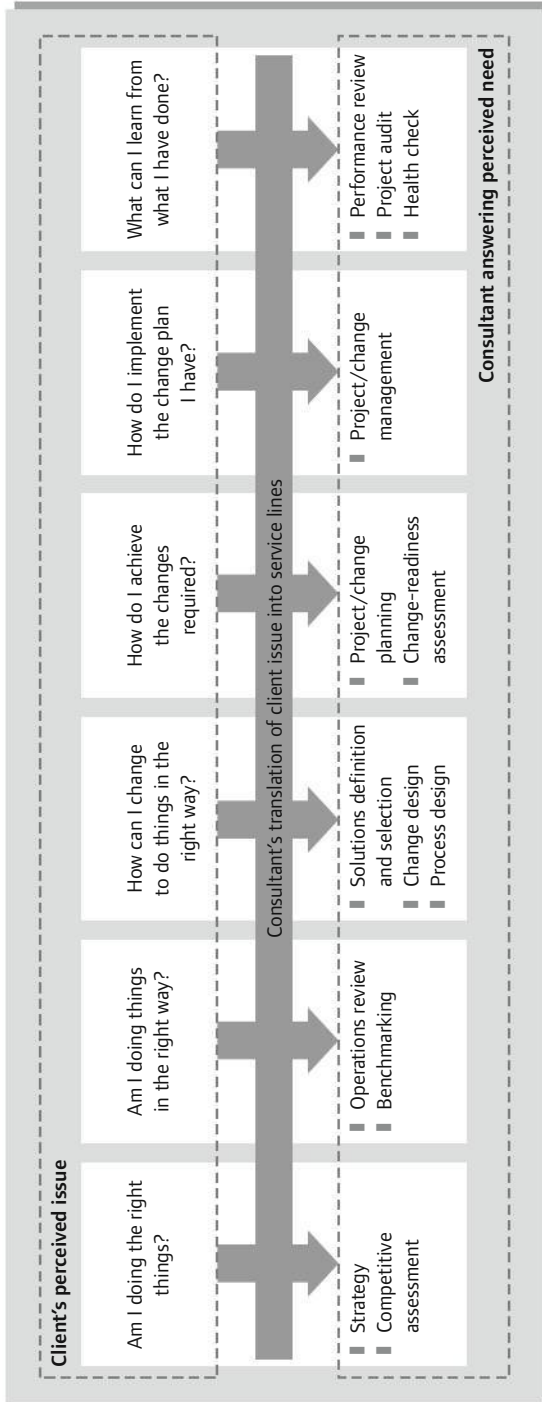 Client's perceived issue
Am I doing the right
things?
Am I doing things
in the right way?
How can I change
to do things in the
right way?
How do I achieve
the changes
required?
How do I implement
the change plan
I have?
What can I learn from
what I have done?
Consultant's translation of client issue into service lines
Strategy
Competitive
assessment
Operations review
Benchmarking
Solutions definition
and selection
Change design
Process design
Project/change
planning
Change-readiness
assessment
Project/change
management
Performance review
Project audit
Health check
Consultant answering perceived need